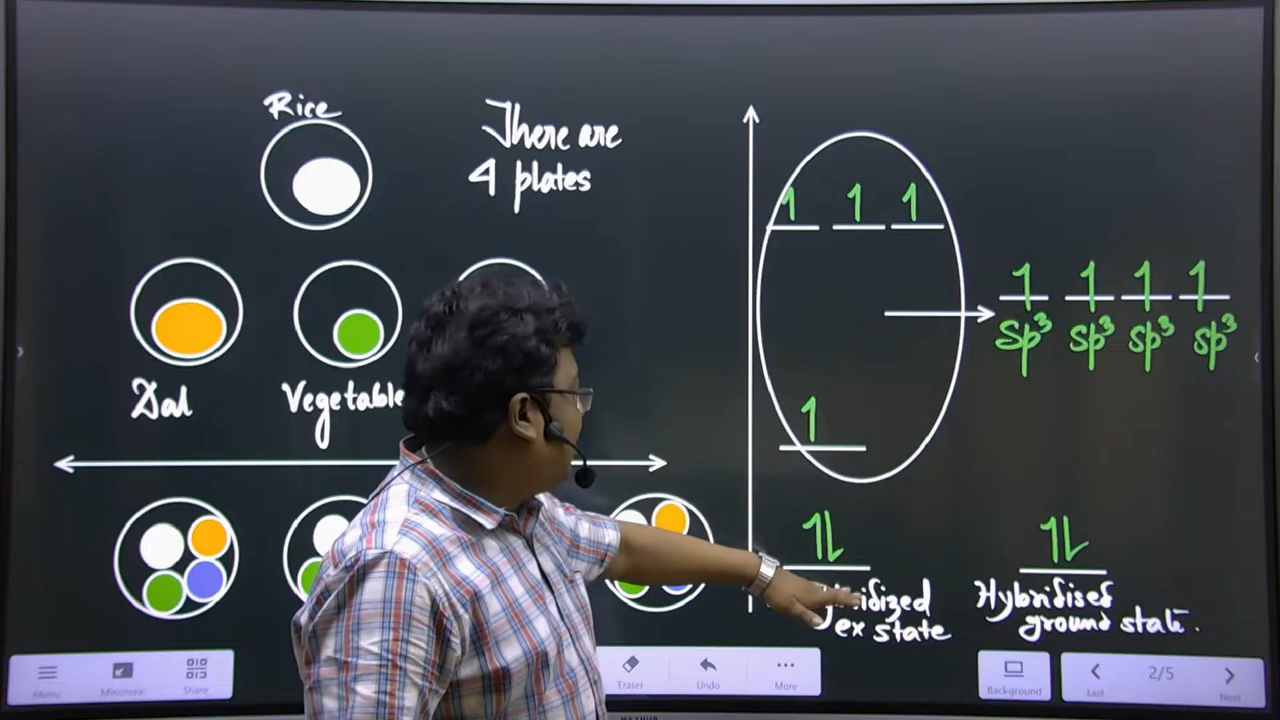 Rice
There are
4 plates
Dal
Vegetable
1 1 1
1 1 1 1
sp³ sp³ sp³ sp³
1
1L
1L
ex state
Hybridised
ground state.
Menu
Minimize
Share
Eraser
Undo
More
Background
Last
2/5
Next